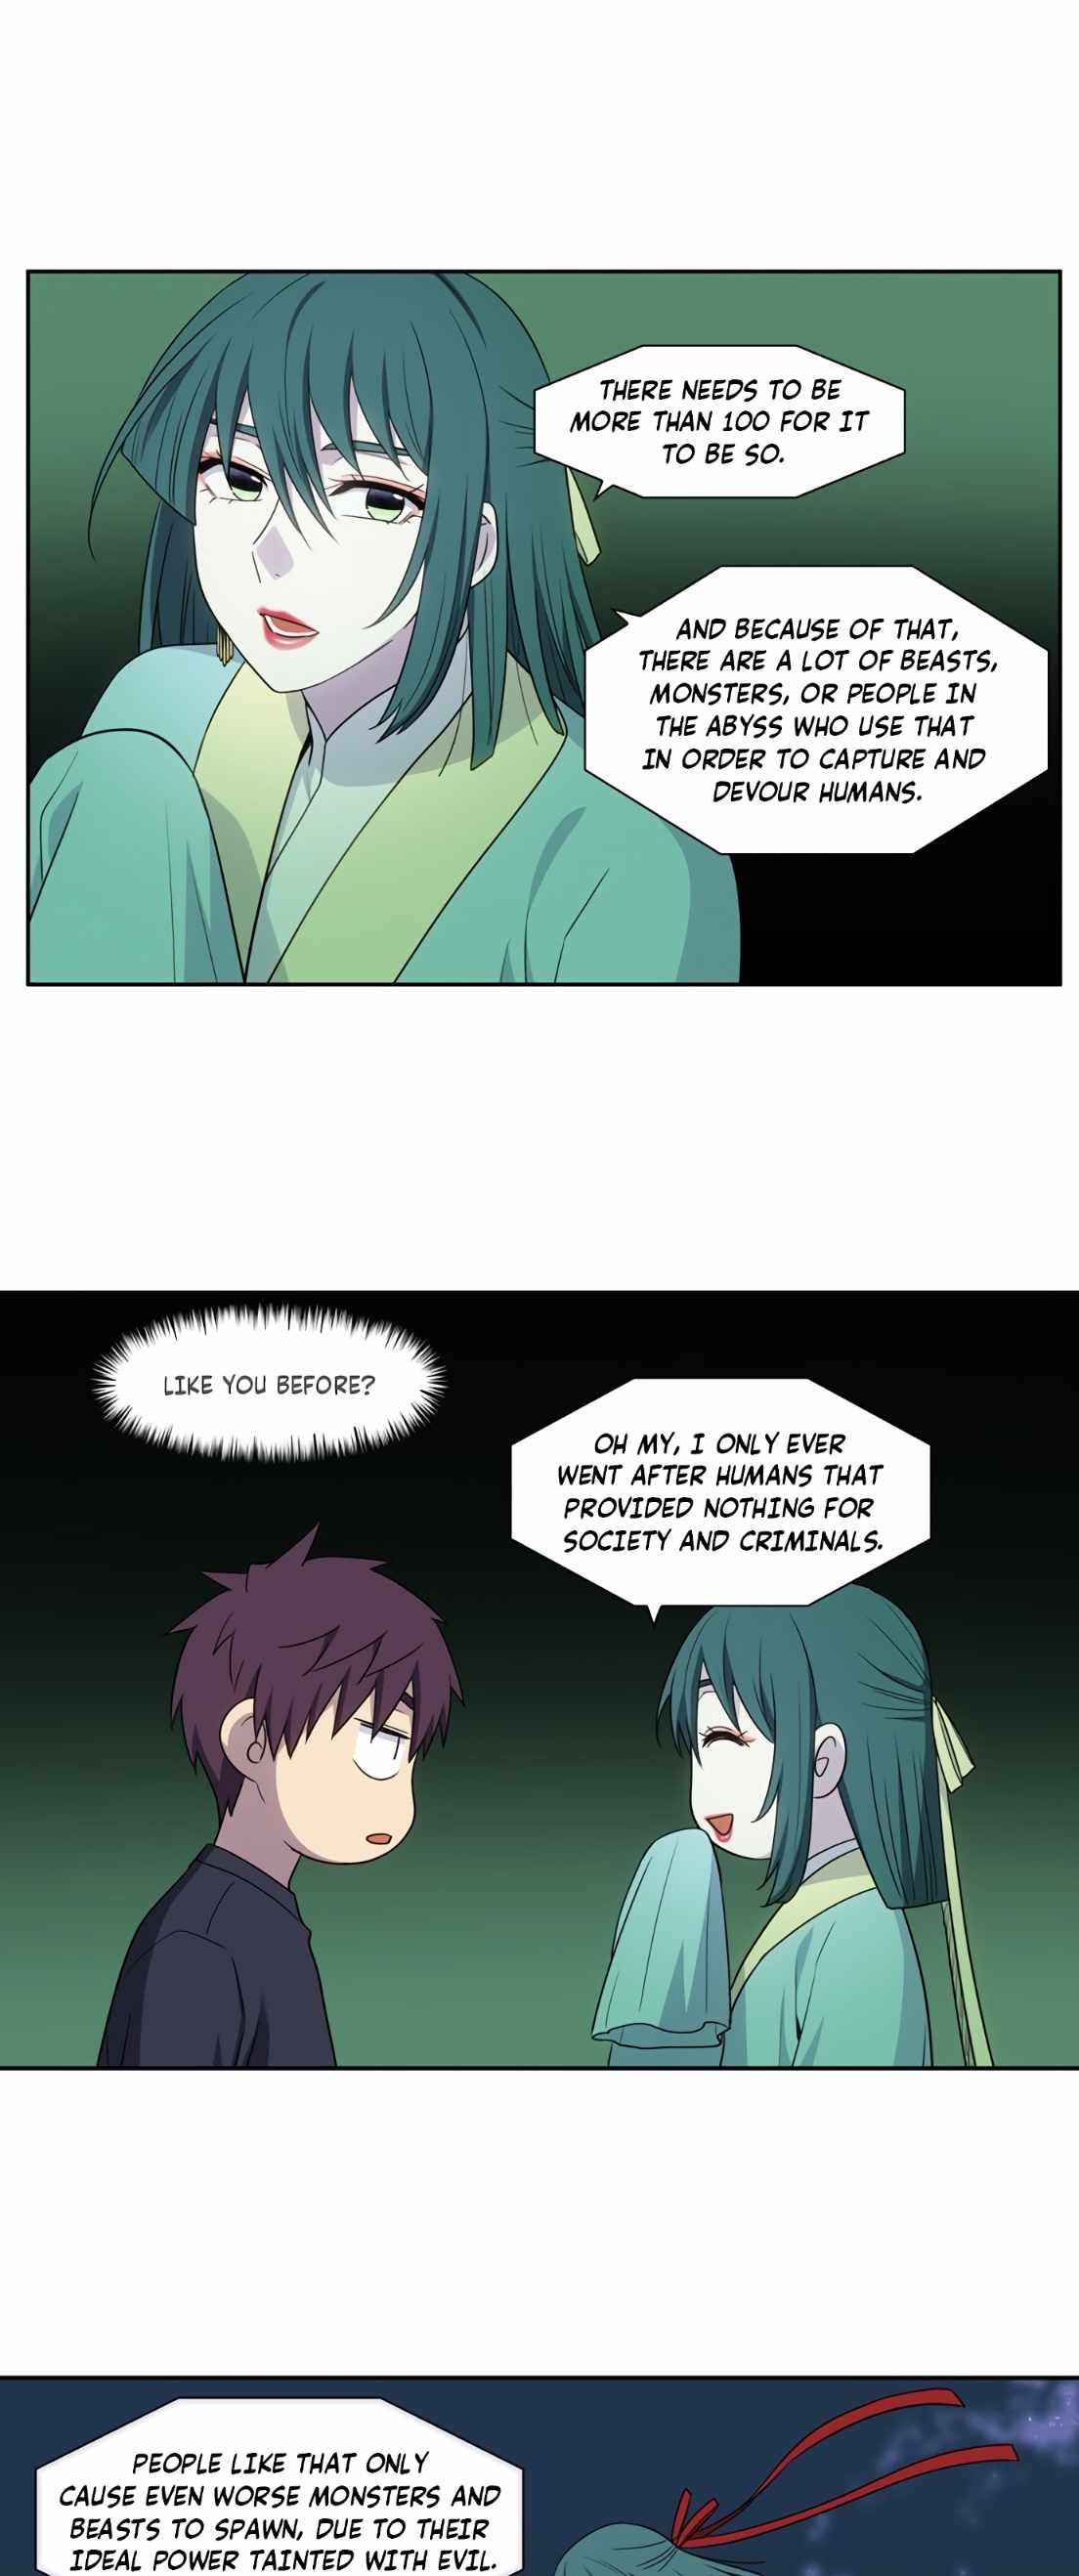 THERE NEEDS TO BE
MORE THAN 100 FOR IT
TO BE SO.
AND BECAUSE OF THAT,
THERE ARE A LOT OF BEASTS,
MONSTERS, OR PEOPLE IN
THE ABYSS WHO USE THAT
IN ORDER TO CAPTURE AND
DEVOUR HUMANS.
LIKE YOU BEFORE?
OH MY, I ONLY EVER
WENT AFTER HUMANS THAT
PROVIDED NOTHING FOR
SOCIETY AND CRIMINALS.
PEOPLE LIKE THAT ONLY
CAUSE EVEN WORSE MONSTERS AND
BEASTS TO SPAWN, DUE TO THEIR
IDEAL POWER TAINTED WITH EVIL.